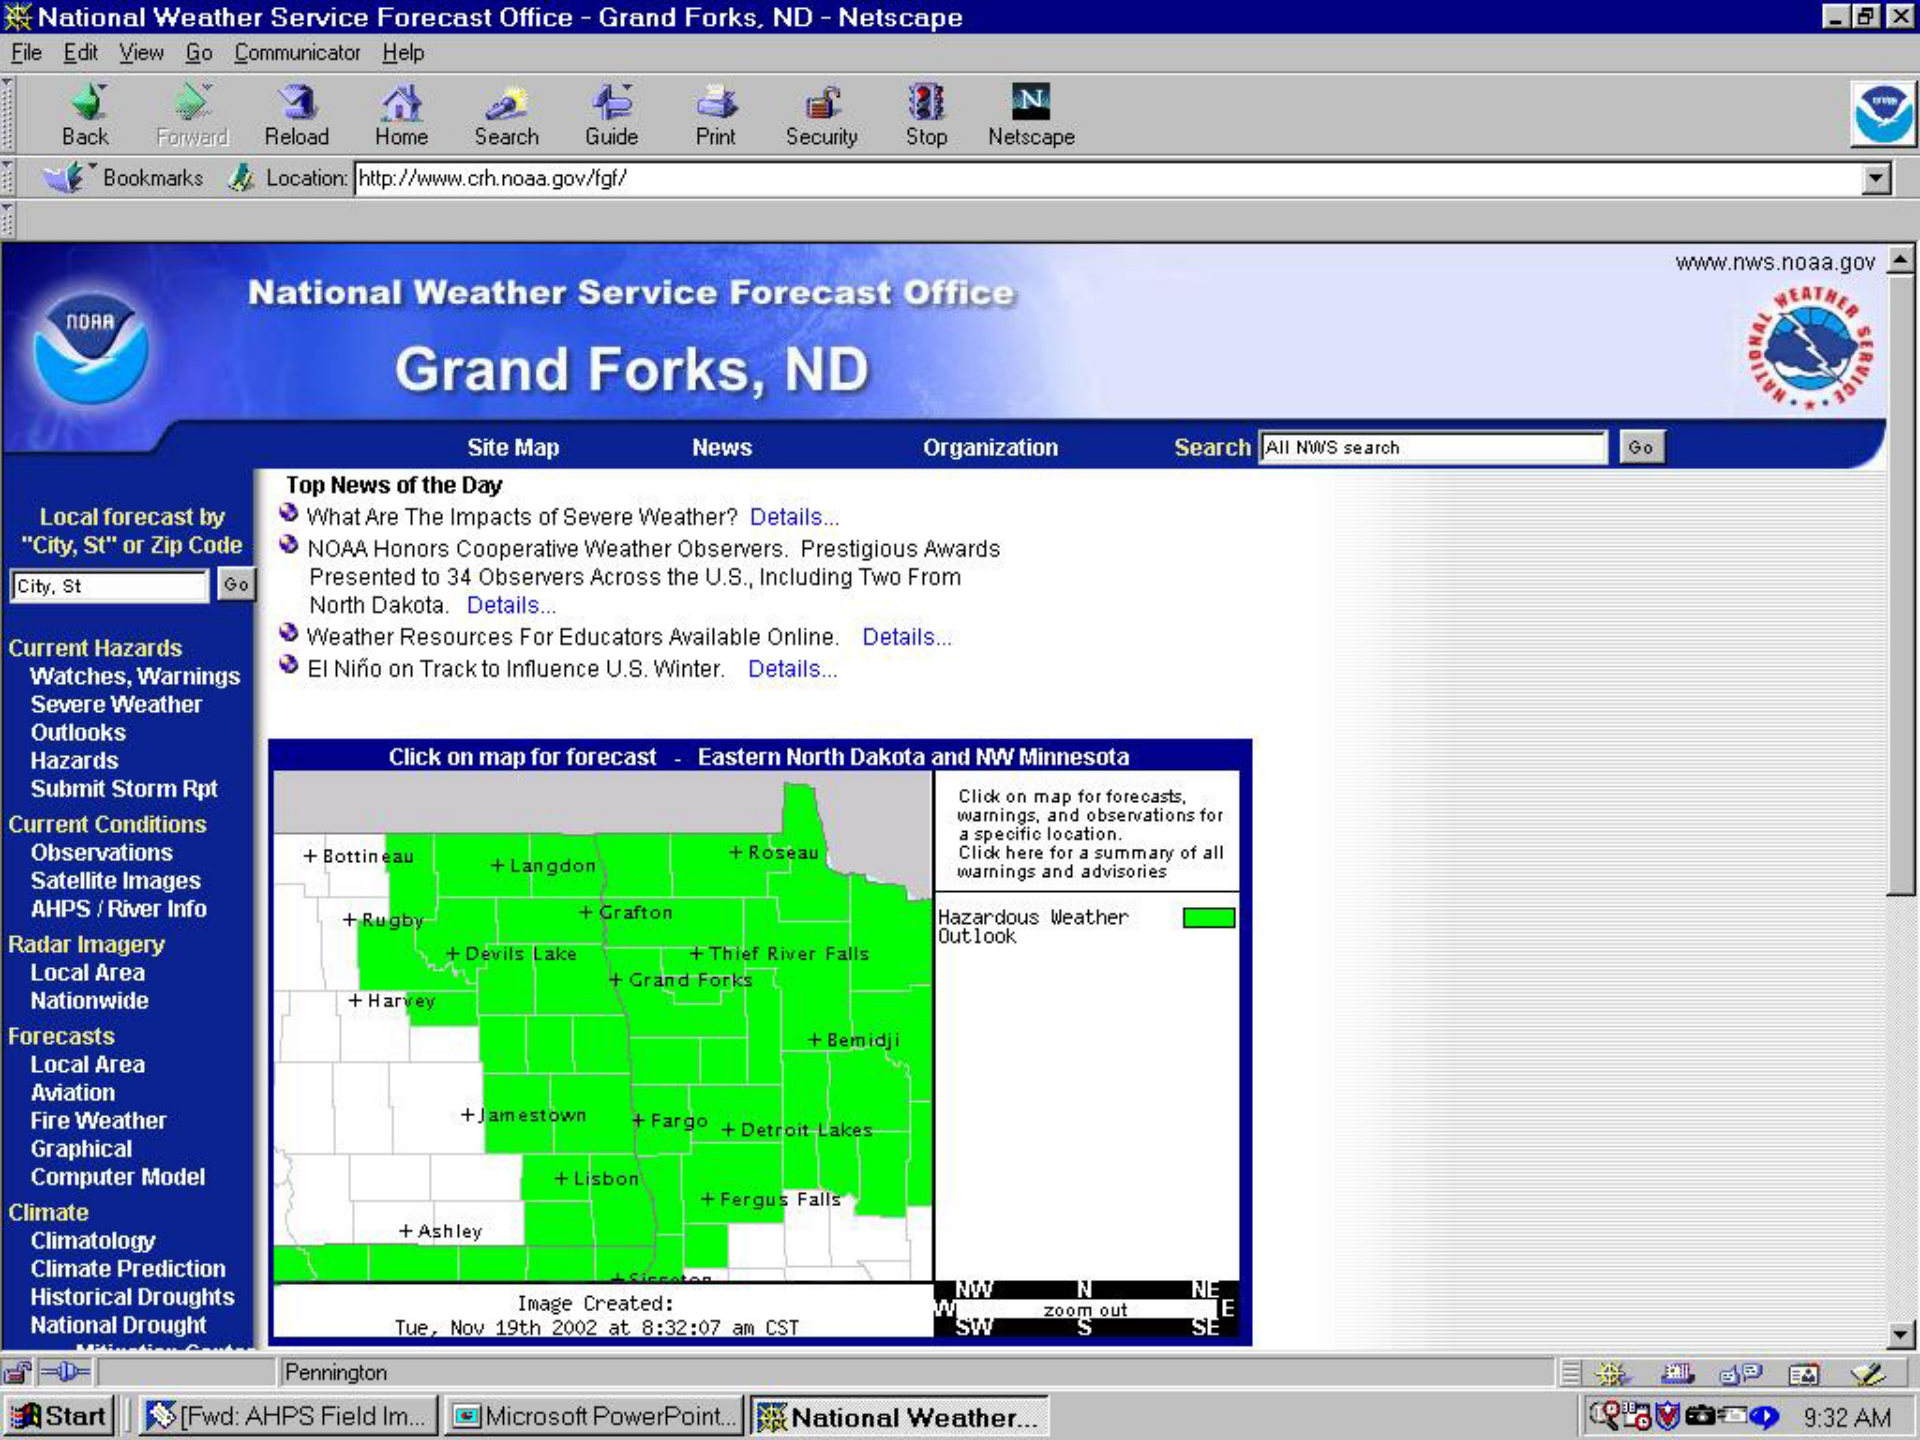 National Weather Service Forecast Office - Grand Forks, ND - Netscape
File Edit View Go Communicator Help
Back Forward Reload Home Search Guide Print Security Stop Netscape
N
Bookmarks Location: http://www.crh.noaa.gov/fgf/
www.nws.noaa.gov
NOAA
National Weather Service Forecast Office
Grand Forks, ND
NATIONAL WEATHER SERVICE
Site Map News Organization Search All NWS search Go
Local forecast by
"City, St" or Zip Code
City, St Go
Current Hazards
Watches, Warnings
Severe Weather
Outlooks
Hazards
Submit Storm Rpt
Current Conditions
Observations
Satellite Images
AHPS / River Info
Radar Imagery
Local Area
Nationwide
Forecasts
Local Area
Aviation
Fire Weather
Graphical
Computer Model
Climate
Climatology
Climate Prediction
Historical Droughts
National Drought
Top News of the Day
What Are The Impacts of Severe Weather? Details...
NOAA Honors Cooperative Weather Observers. Prestigious Awards
Presented to 34 Observers Across the U.S., Including Two From
North Dakota. Details...
Weather Resources For Educators Available Online. Details...
El Niño on Track to Influence U.S. Winter. Details...
Click on map for forecast - Eastern North Dakota and NW Minnesota
+ Bottineau
+ Langdon
+ Roseau
+ Rugby
+ Grafton
+ Devils Lake
+ Thief River Falls
+ Grand Forks
+ Harvey
+ Bemidji
+ Jamestown
+ Fargo
+ Detroit Lakes
+ Lisbon
+ Fergus Falls
+ Ashley
+ Sisseton
Click on map for forecasts,
warnings, and observations for
a specific location.
Click here for a summary of all
warnings and advisories
Hazardous Weather
Outlook
NW N NE
W zoom out E
SW S SE
Image Created:
Tue, Nov 19th 2002 at 8:32:07 am CST
Pennington
Start [Fwd: AHPS Field Im... Microsoft PowerPoint... National Weather... 9:32 AM